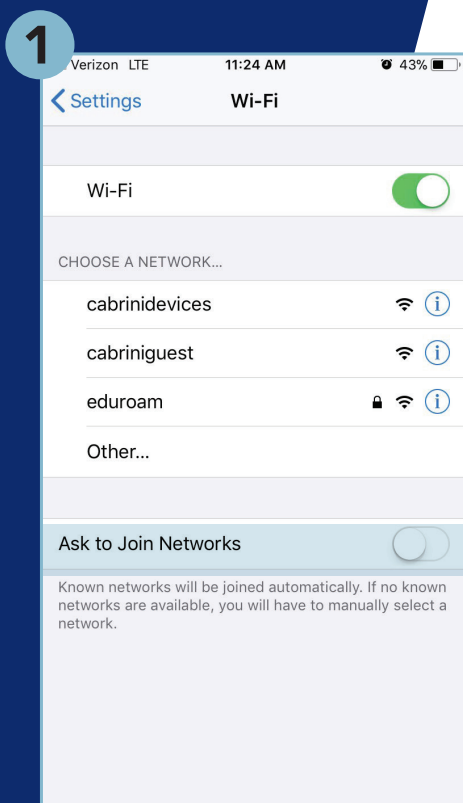 1
Verizon LTE 11:24 AM 43%
Settings Wi-Fi
Wi-Fi
CHOOSE A NETWORK...
cabrinidevices
cabriniguest
eduroam
Other...
Ask to Join Networks
Known networks will be joined automatically. If no known
networks are available, you will have to manually select a
network.